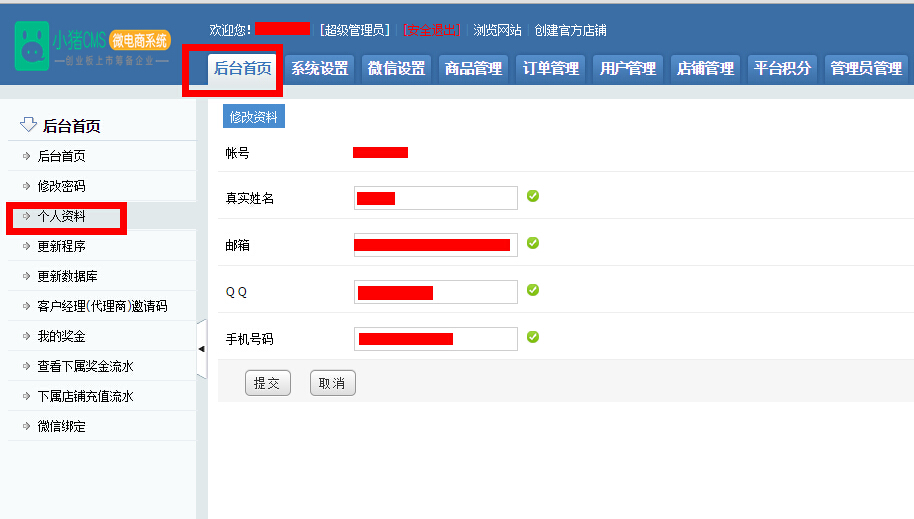 小猪CMS 微电商系统
创业板上市筹备企业
欢迎您! [超级管理员] | [安全退出] | 浏览网站 | 创建官方店铺
后台首页 系统设置 微信设置 商品管理 订单管理 用户管理 店铺管理 平台积分 管理员管理
后台首页
后台首页
修改密码
个人资料
更新程序
更新数据库
客户经理(代理商)邀请码
我的奖金
查看下属奖金流水
下属店铺充值流水
微信绑定
修改资料
帐号
真实姓名
邮箱
Q Q
手机号码
提交 取消